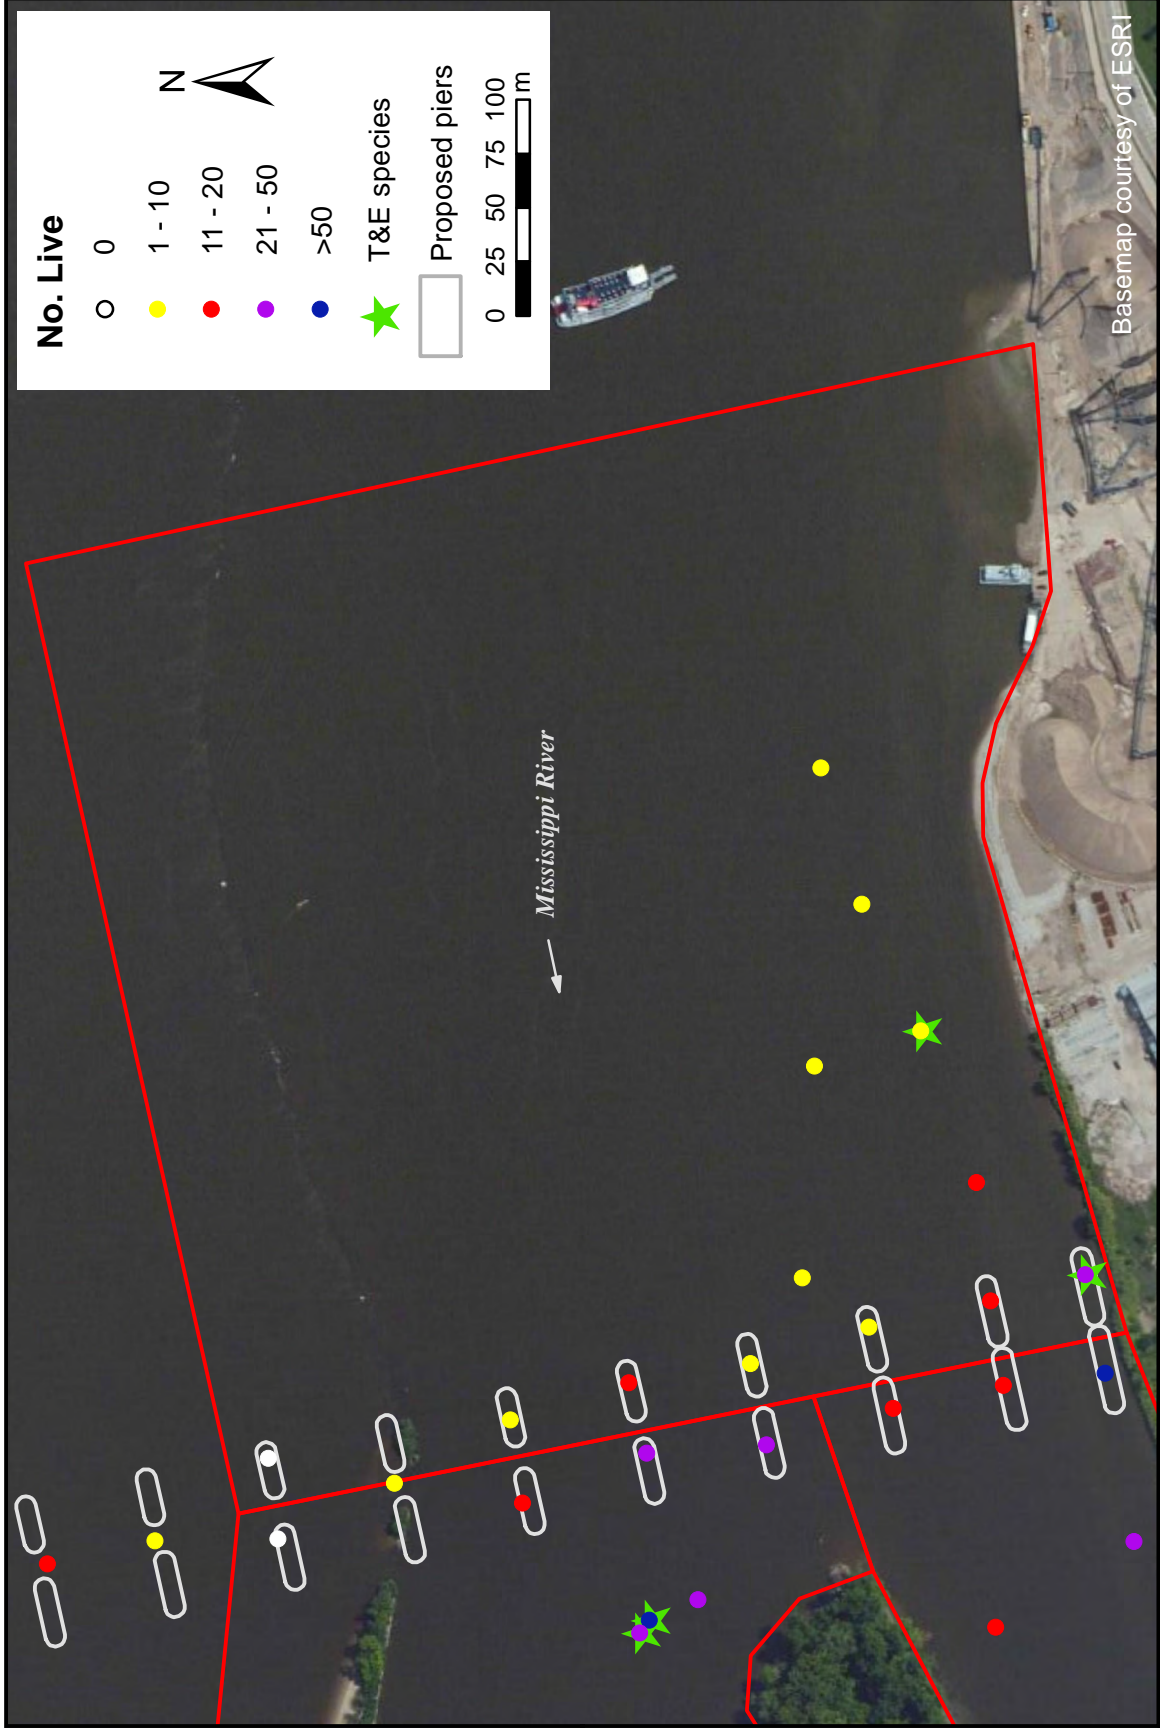 No. Live
0
1 - 10
11 - 20
21 - 50
>50
T&E species
Proposed piers
0 25 50 75 100 m
N
Mississippi River
Basemap courtesy of ESRI